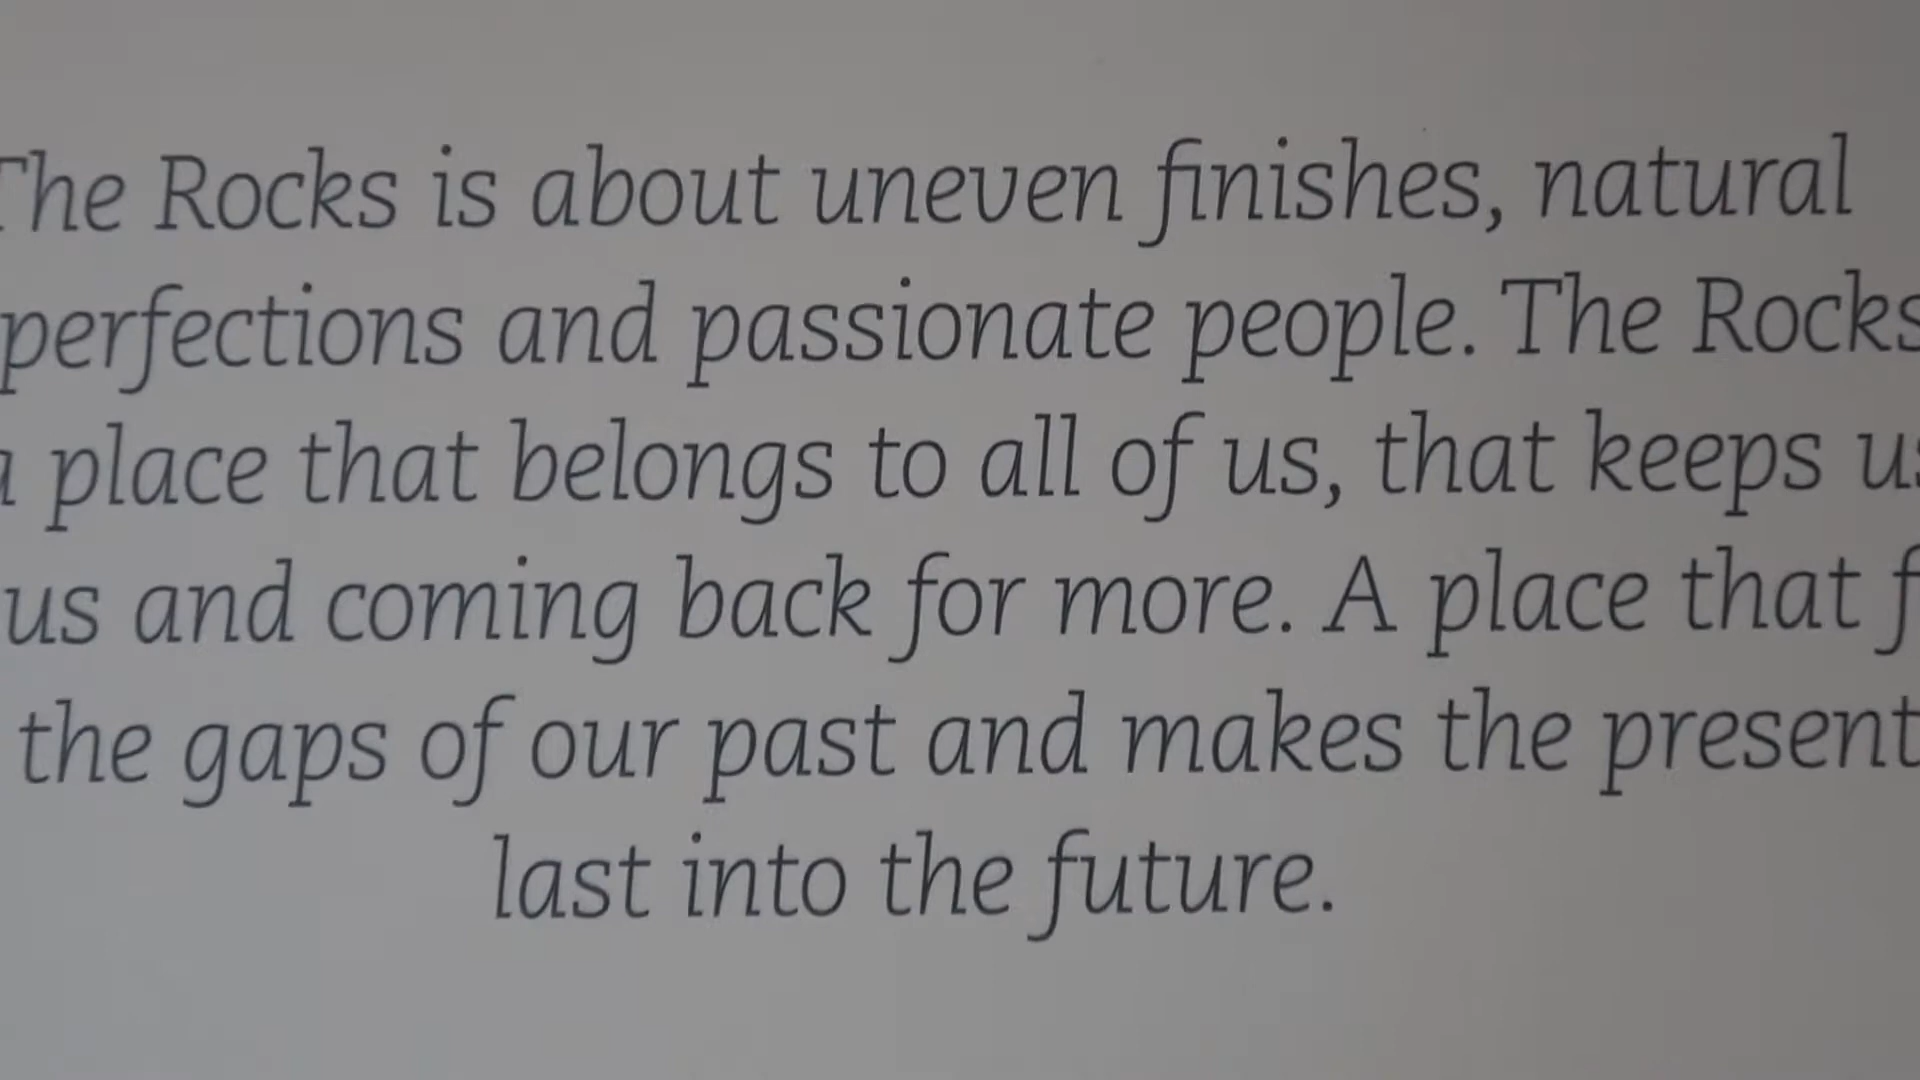 The Rocks is about uneven finishes, natural
perfections and passionate people. The Rocks
a place that belongs to all of us, that keeps us
us and coming back for more. A place that f
the gaps of our past and makes the present
last into the future.